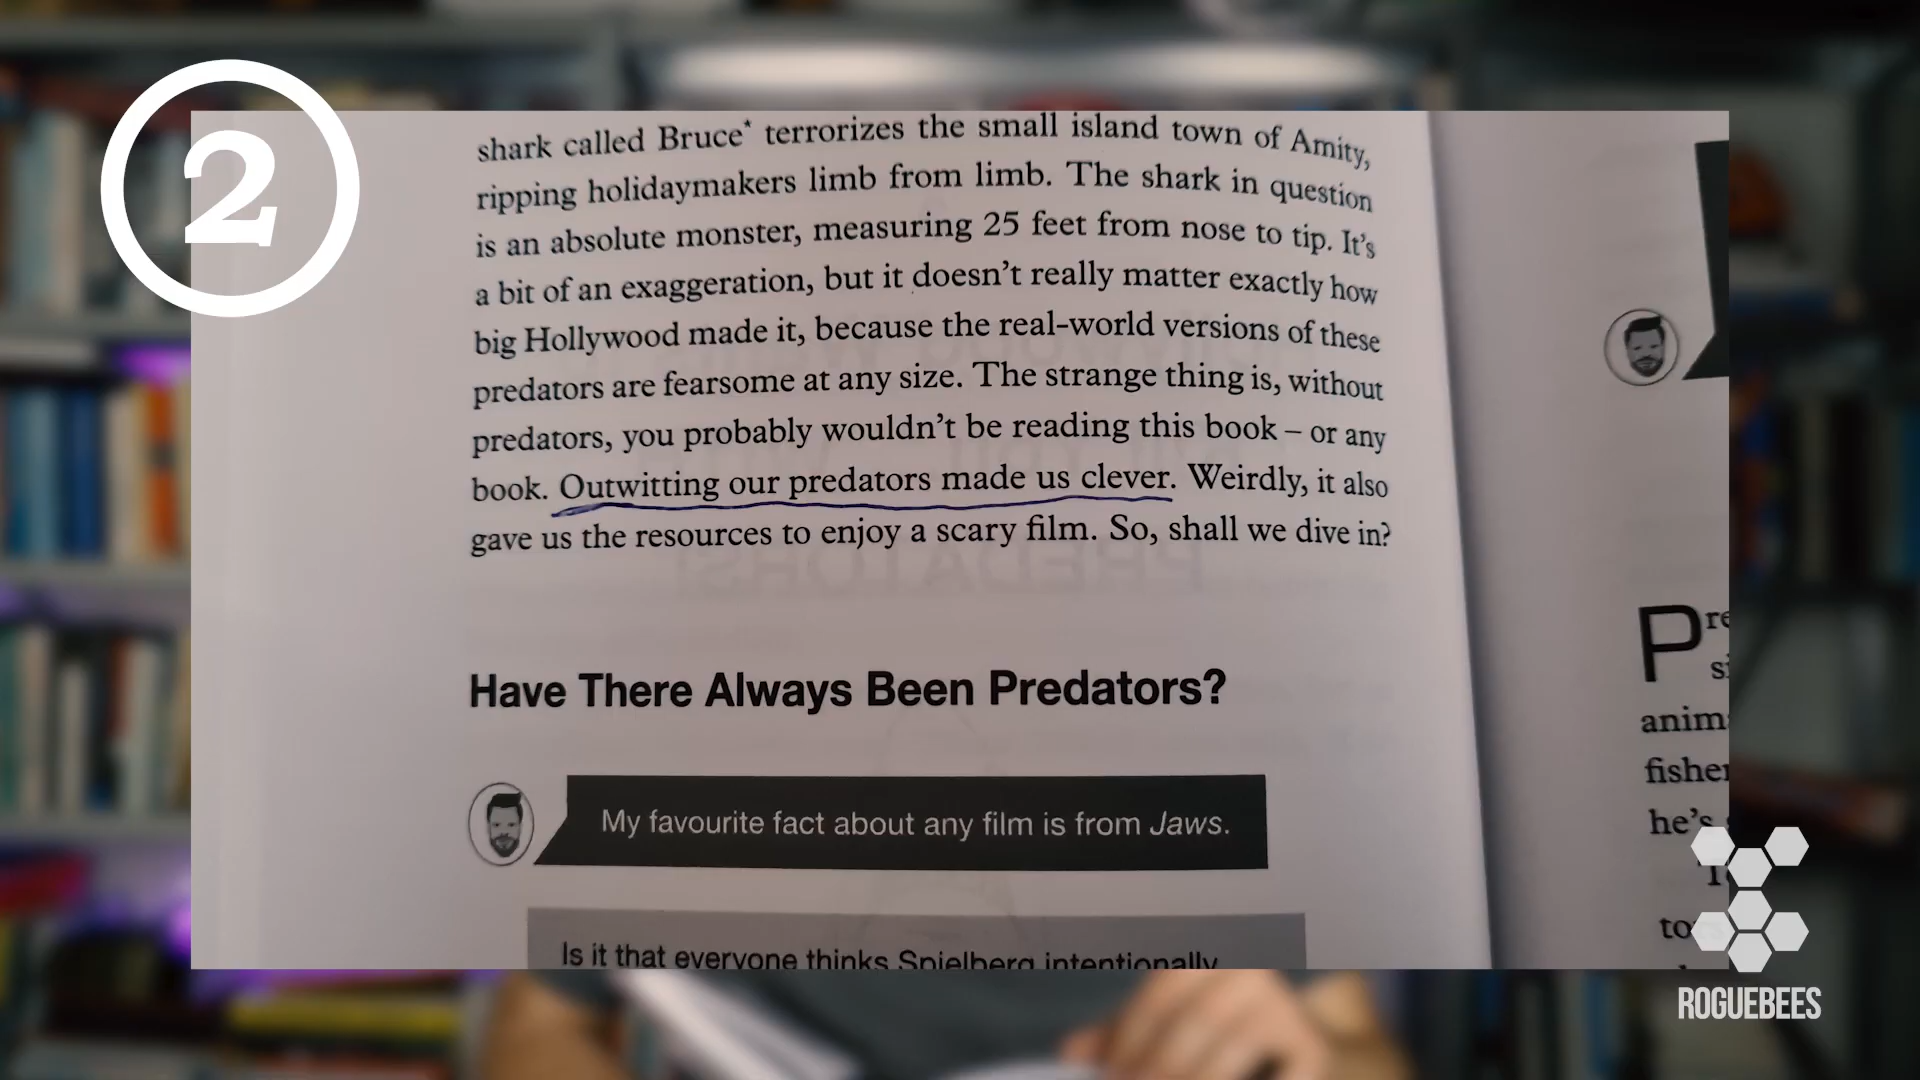 2
shark called Bruce* terrorizes the small island town of Amity,
ripping holidaymakers limb from limb. The shark in question
is an absolute monster, measuring 25 feet from nose to tip. It's
a bit of an exaggeration, but it doesn't really matter exactly how
big Hollywood made it, because the real-world versions of these
predators are fearsome at any size. The strange thing is, without
predators, you probably wouldn't be reading this book – or any
book. Outwitting our predators made us clever. Weirdly, it also
gave us the resources to enjoy a scary film. So, shall we dive in?
PREDATORS!
Have There Always Been Predators?
My favourite fact about any film is from Jaws.
Is it that everyone thinks Spielberg intentionally
he's
to
ROGUEBEES